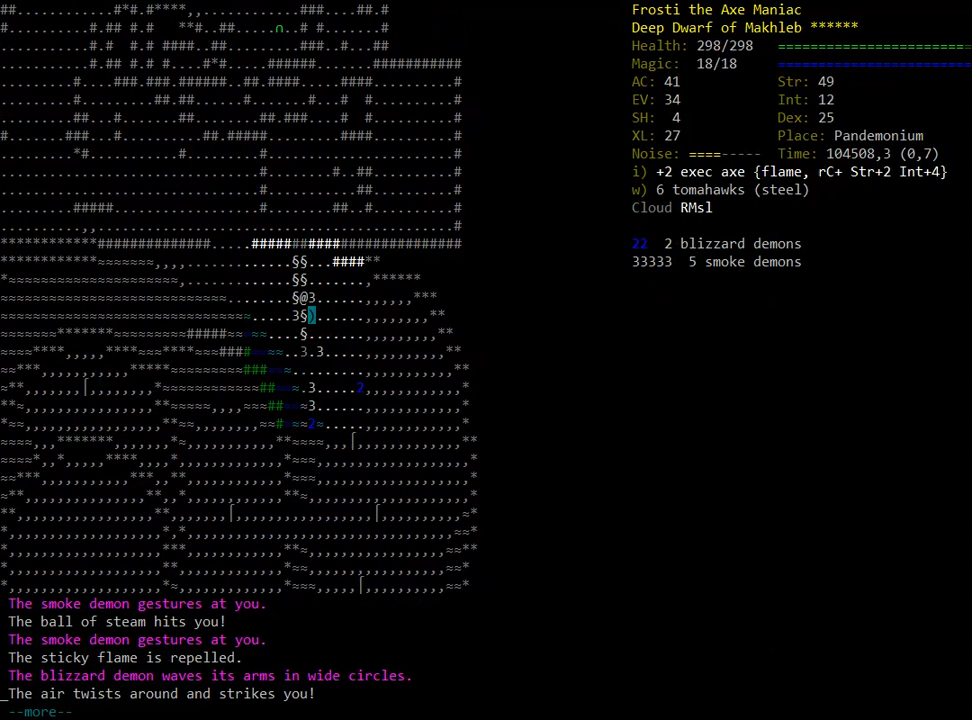 Frosti the Axe Maniac
Deep Dwarf of Makhleb ******
Health: 298/298 ========================
Magic: 18/18 ========================
AC: 41 Str: 49
EV: 34 Int: 12
SH: 4 Dex: 25
XL: 27 Place: Pandemonium
Noise: ====----- Time: 104508,3 (0,7)
i) +2 exec axe {flame, rC+ Str+2 Int+4}
w) 6 tomahawks (steel)
Cloud RMsl
22 2 blizzard demons
33333 5 smoke demons
The smoke demon gestures at you.
The ball of steam hits you!
The smoke demon gestures at you.
The sticky flame is repelled.
The blizzard demon waves its arms in wide circles.
_The air twists around and strikes you!
--more--